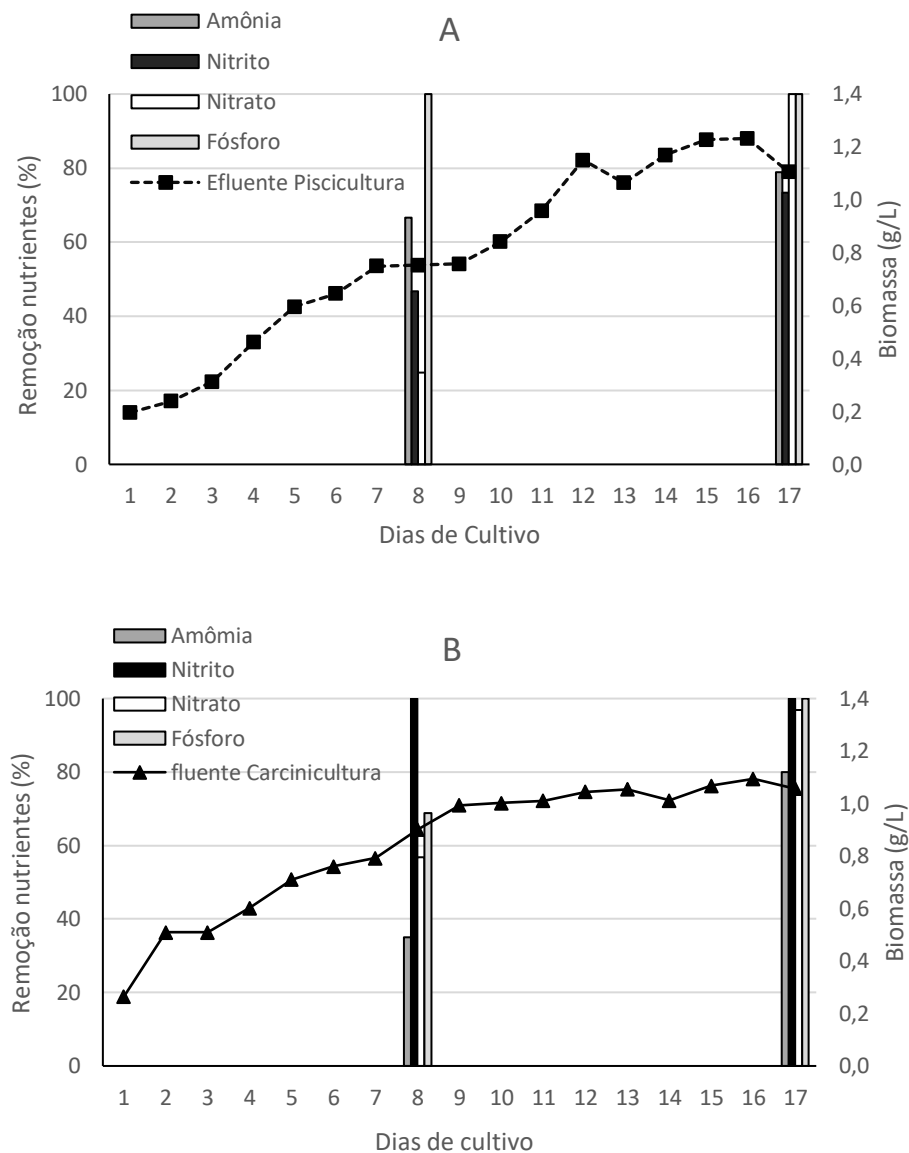 Amônia
A
Nitrito
Nitrato
Fósforo
Efluente Piscicultura
Remoção nutrientes (%)
100
80
60
40
20
0
1,4
1,2
1,0
0,8
0,6
0,4
0,2
0,0
Biomassa (g/L)
1 2 3 4 5 6 7 8 9 10 11 12 13 14 15 16 17
Dias de Cultivo
Amômia
B
Nitrito
Nitrato
Fósforo
fluente Carcinicultura
Remoção nutrientes (%)
100
80
60
40
20
0
1,4
1,2
1,0
0,8
0,6
0,4
0,2
0,0
Biomassa (g/L)
1 2 3 4 5 6 7 8 9 10 11 12 13 14 15 16 17
Dias de cultivo